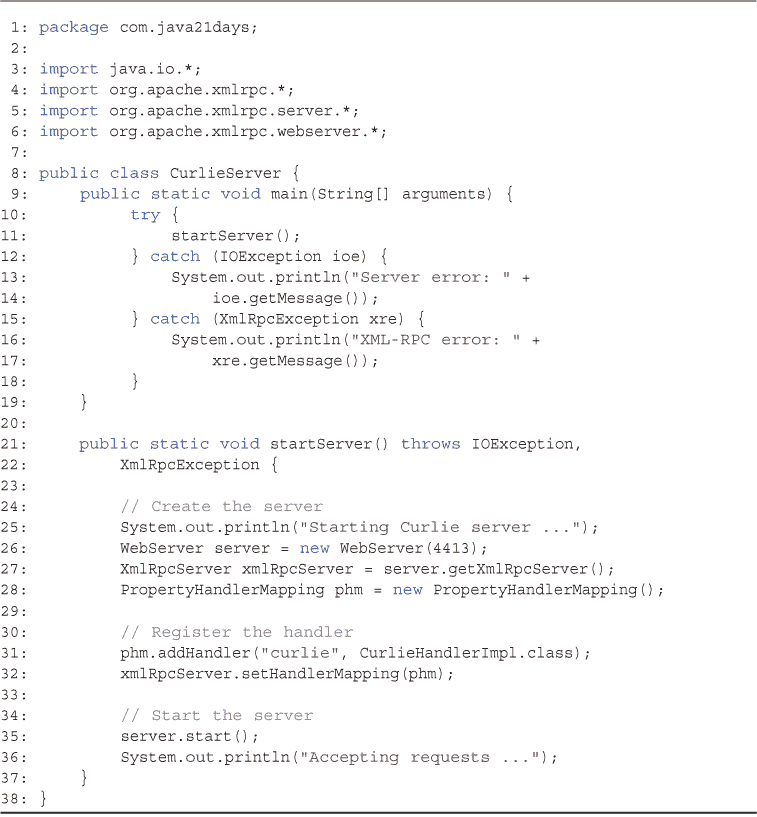 1: package com.java21days;
2:
3: import java.io.*;
4: import org.apache.xmlrpc.*;
5: import org.apache.xmlrpc.server.*;
6: import org.apache.xmlrpc.webserver.*;
7:
8: public class CurlieServer {
9:     public static void main(String[] arguments) {
10:          try {
11:              startServer();
12:          } catch (IOException ioe) {
13:              System.out.println("Server error: " +
14:                  ioe.getMessage());
15:          } catch (XmlRpcException xre) {
16:              System.out.println("XML-RPC error: " +
17:                  xre.getMessage());
18:          }
19:     }
20:
21:     public static void startServer() throws IOException,
22:         XmlRpcException {
23:
24:         // Create the server
25:         System.out.println("Starting Curlie server ...");
26:         WebServer server = new WebServer(4413);
27:         XmlRpcServer xmlRpcServer = server.getXmlRpcServer();
28:         PropertyHandlerMapping phm = new PropertyHandlerMapping();
29:
30:         // Register the handler
31:         phm.addHandler("curlie", CurlieHandlerImpl.class);
32:         xmlRpcServer.setHandlerMapping(phm);
33:
34:         // Start the server
35:         server.start();
36:         System.out.println("Accepting requests ...");
37:     }
38: }